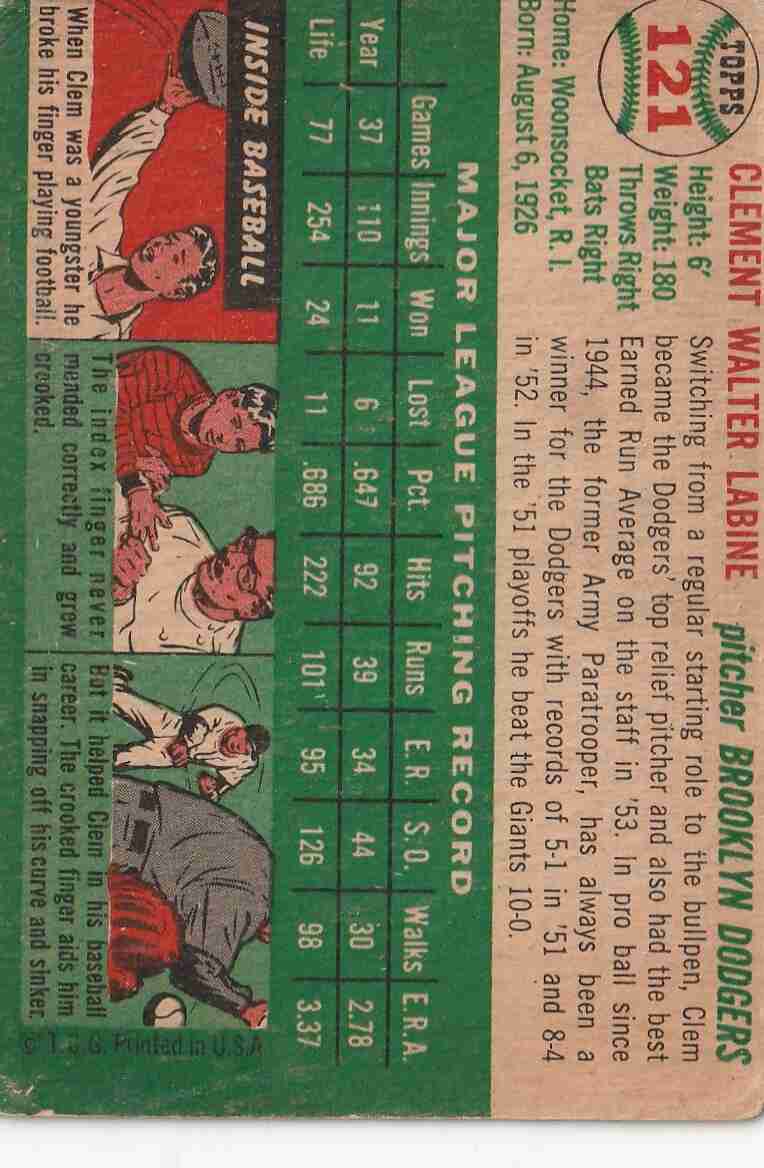 TOPPS
121
CLEMENT WALTER LABINE pitcher BROOKLYN DODGERS
Height: 6'
Weight: 180
Throws Right
Bats Right
Home: Woonsocket, R. I.
Born: August 6, 1926
Switching from a regular starting role to the bullpen, Clem
became the Dodgers' top relief pitcher and also had the best
Earned Run Average on the staff in '53. In pro ball since
1944, the former Army Paratrooper, has always been a
winner for the Dodgers with records of 5-1 in '51 and 8-4
in '52. In the '51 playoffs he beat the Giants 10-0.
MAJOR LEAGUE PITCHING RECORD
Games Innings Won Lost Pct. Hits Runs E.R. S.O. Walks E.R.A.
Year 37 110 11 6 .647 92 39 34 44 30 2.78
Life 77 254 24 11 .686 222 101 95 126 98 3.37
INSIDE BASEBALL
When Clem was a youngster he
broke his finger playing football.
The index finger never
mended correctly and grew
crooked.
But it helped Clem in his baseball
career. The crooked finger aids him
in snapping off his curve and sinker.
© T.C.G. Printed in U.S.A